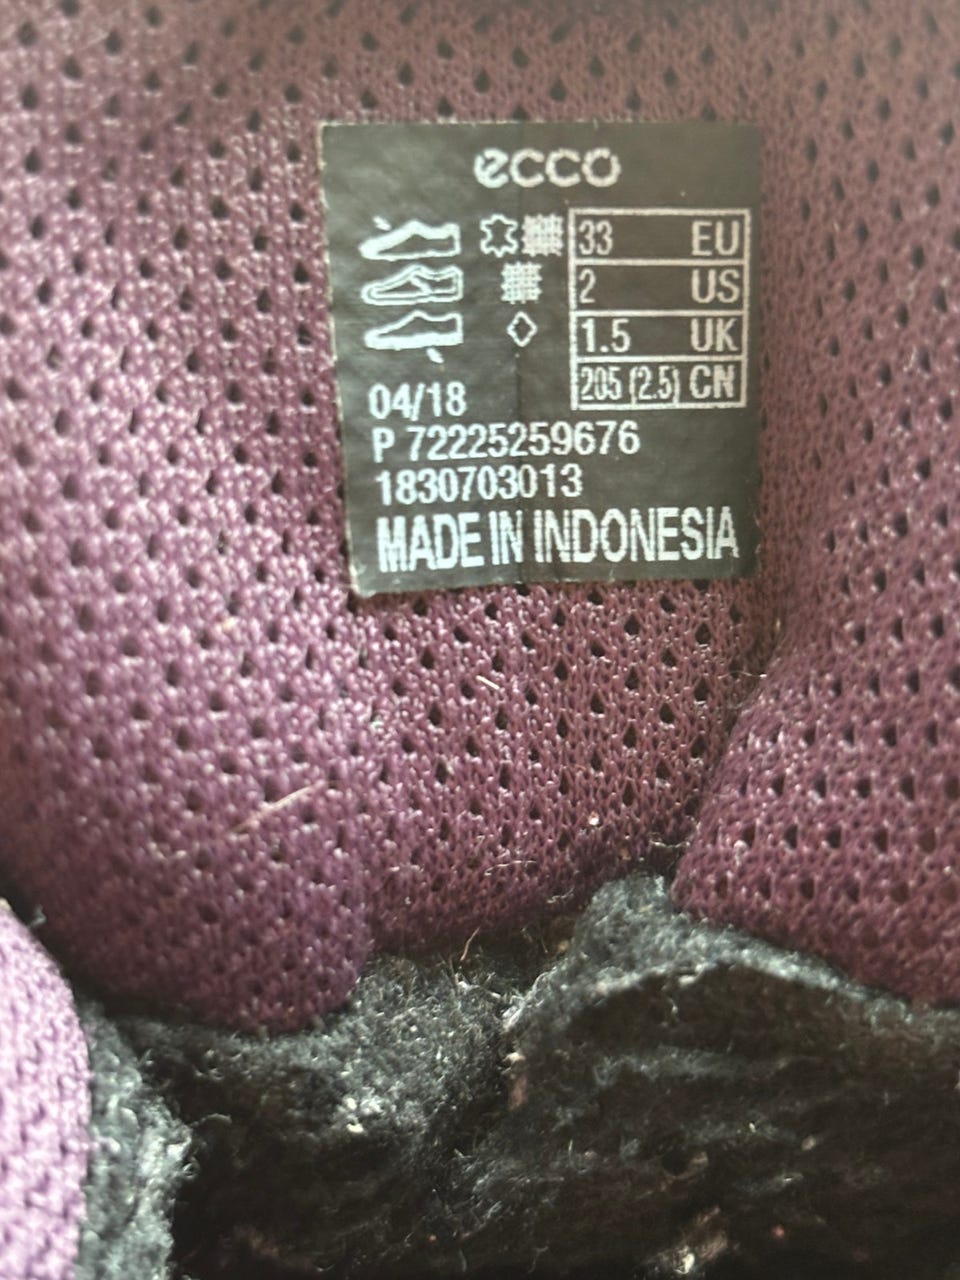 ecco
33 EU
2 US
1.5 UK
205 (2.5) CN
04/18
P 72225259676
1830703013
MADE IN INDONESIA